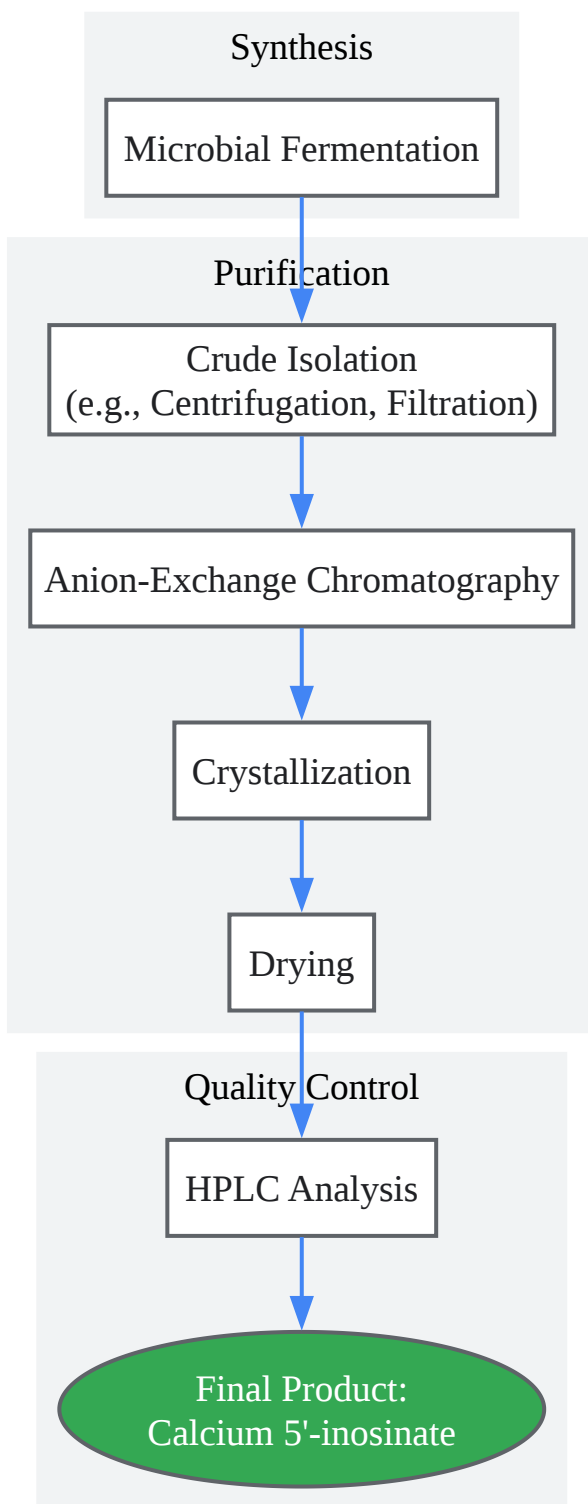 Synthesis
Microbial Fermentation
Purification
Crude Isolation
(e.g., Centrifugation, Filtration)
Anion-Exchange Chromatography
Crystallization
Drying
Quality Control
HPLC Analysis
Final Product:
Calcium 5'-inosinate